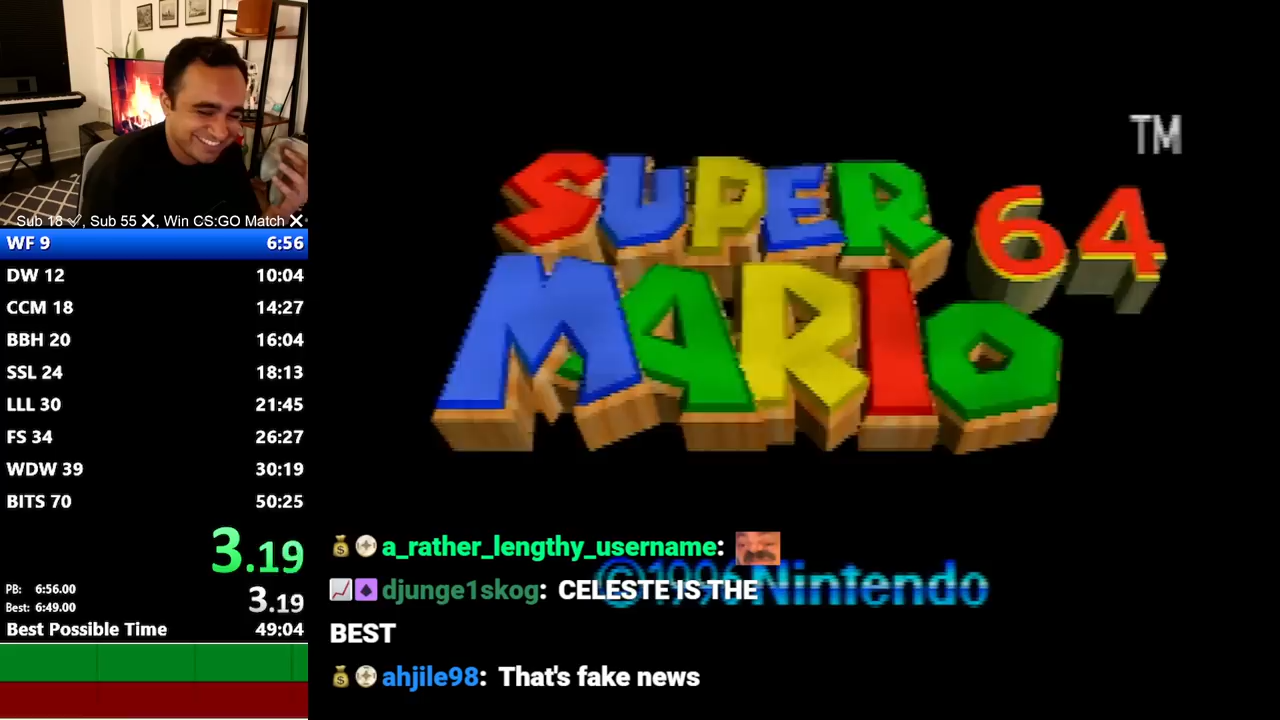 Sub 18 ✓, Sub 55 ✕, Win CS:GO Match ✕
WF 9 6:56
DW 12 10:04
CCM 18 14:27
BBH 20 16:04
SSL 24 18:13
LLL 30 21:45
FS 34 26:27
WDW 39 30:19
BITS 70 50:25
3.19
PB: 6:56.00
Best: 6:49.00
3.19
Best Possible Time 49:04
TM
SUPER
MARIO 64
©1996 Nintendo
a_rather_lengthy_username:
djunge1skog: CELESTE IS THE
BEST
ahjile98: That's fake news